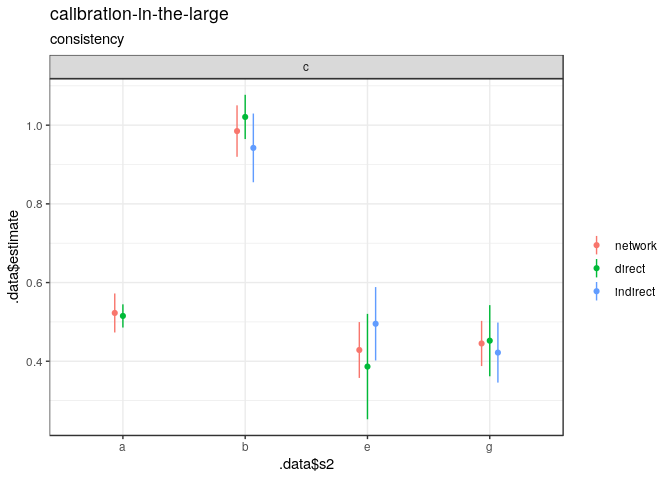 calibration-in-the-large
consistency
c
1.0
0.8
0.6
0.4
.data$estimate
a
b
e
g
.data$s2
network
direct
indirect